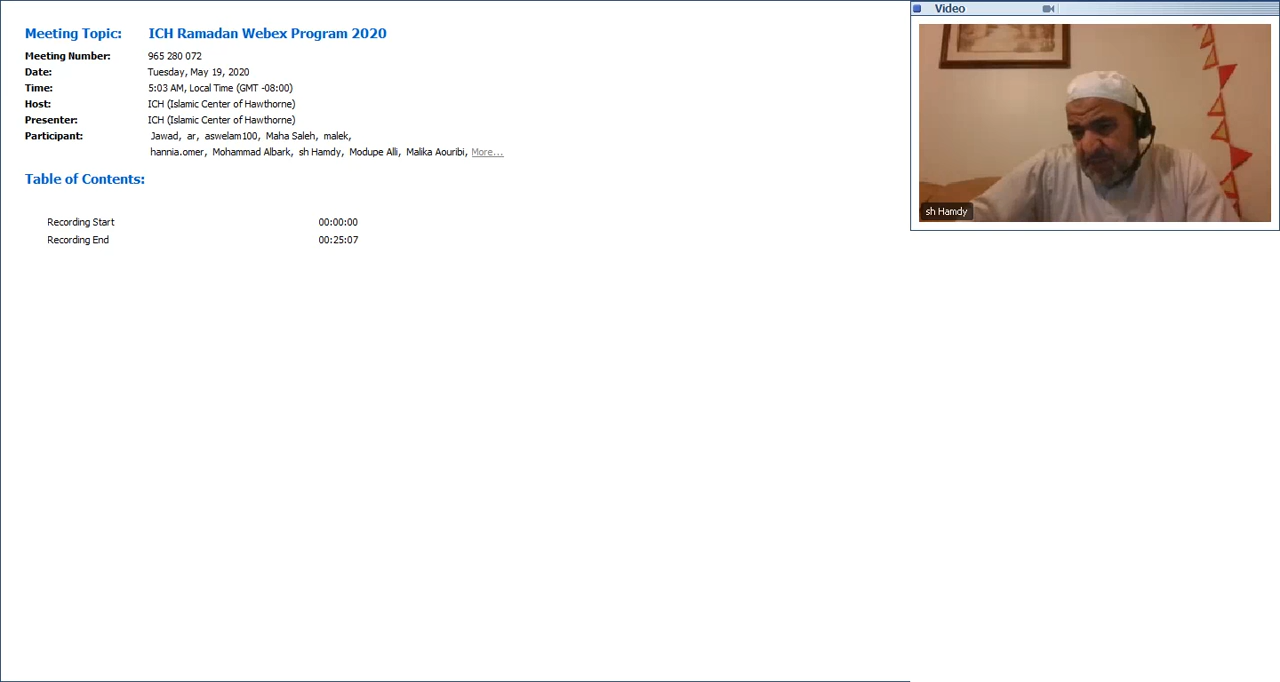 Meeting Topic: ICH Ramadan Webex Program 2020
Meeting Number: 965 280 072
Date: Tuesday, May 19, 2020
Time: 5:03 AM, Local Time (GMT -08:00)
Host: ICH (Islamic Center of Hawthorne)
Presenter: ICH (Islamic Center of Hawthorne)
Participant: Jawad, ar, aswelam100, Maha Saleh, malek,
hannia.omer, Mohammad Albark, sh Hamdy, Modupe Alli, Malika Aouribi, More...
Table of Contents:
Recording Start 00:00:00
Recording End 00:25:07
Video
sh Hamdy